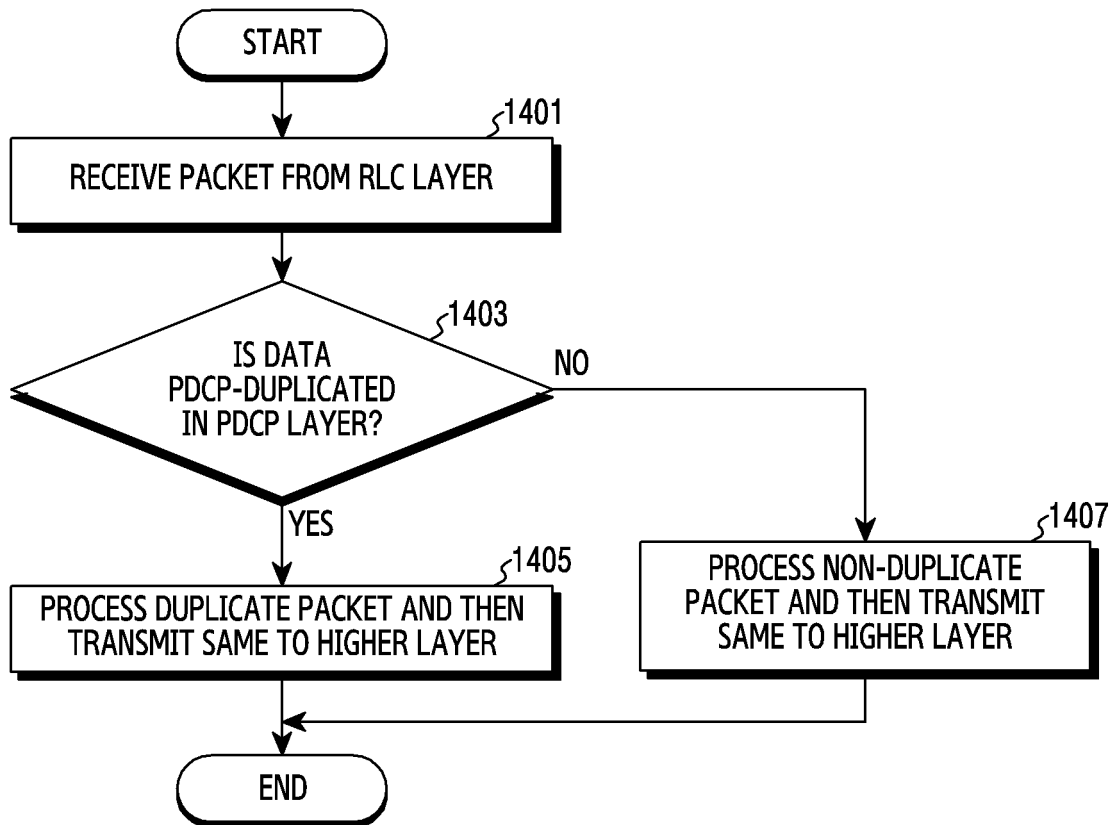 START
1401
RECEIVE PACKET FROM RLC LAYER
1403
IS DATA
PDCP-DUPLICATED
IN PDCP LAYER?
NO
YES
1405
PROCESS DUPLICATE PACKET AND THEN
TRANSMIT SAME TO HIGHER LAYER
1407
PROCESS NON-DUPLICATE
PACKET AND THEN TRANSMIT
SAME TO HIGHER LAYER
END